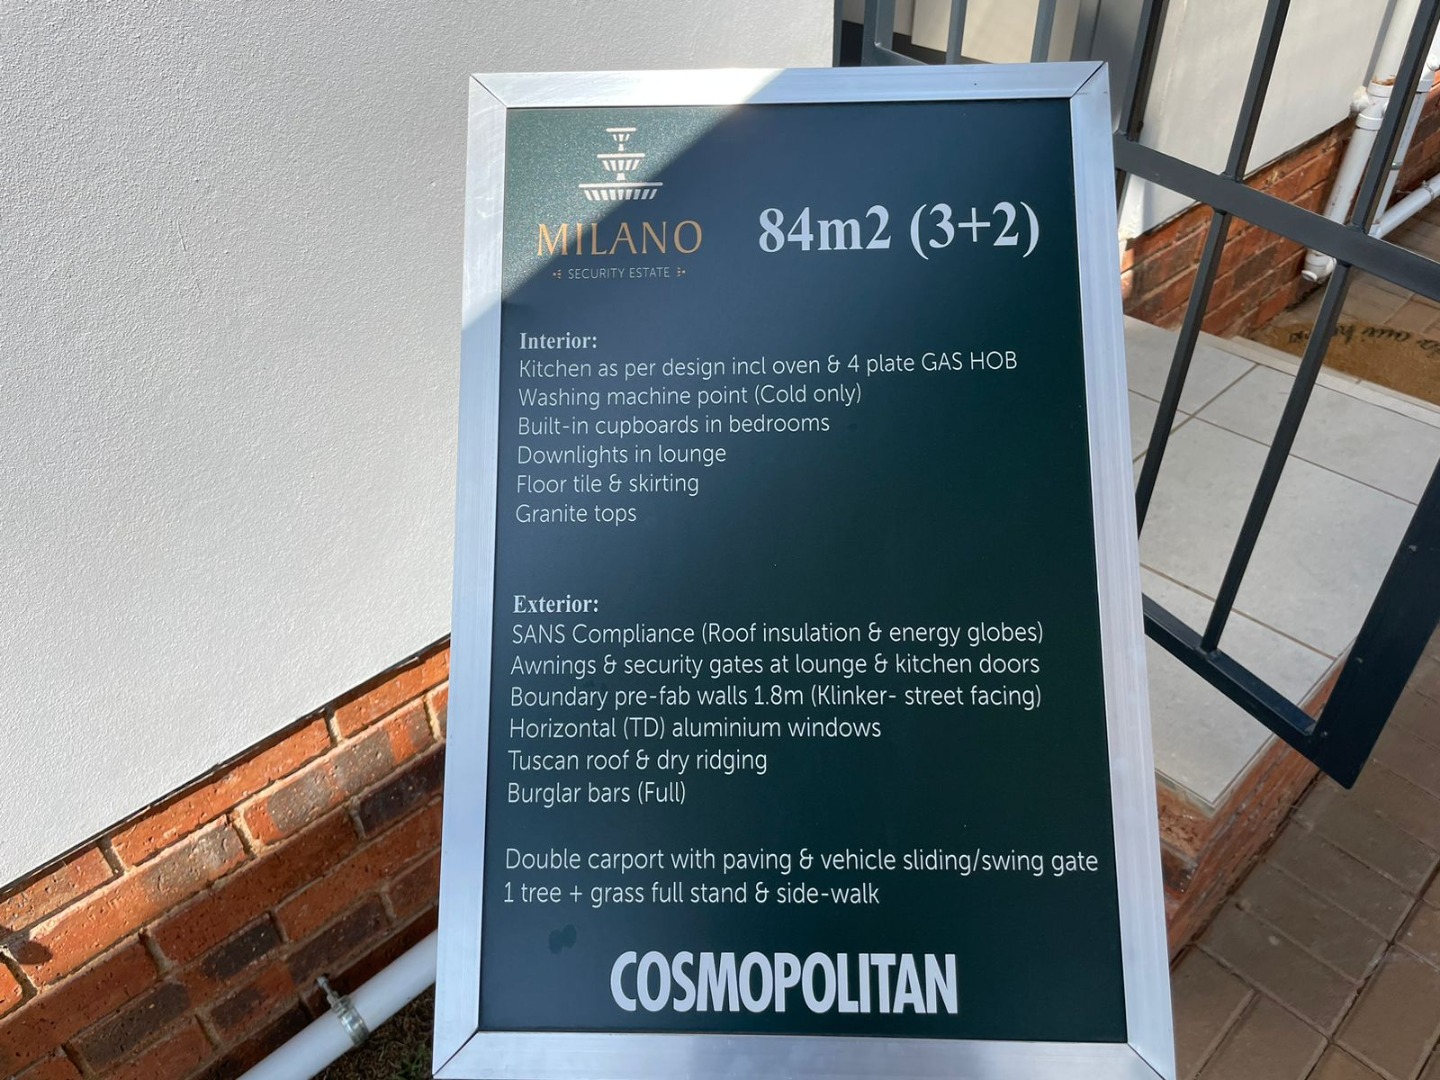 MILANO
SECURITY ESTATE
84m2 (3+2)
Interior:
Kitchen as per design incl oven & 4 plate GAS HOB
Washing machine point (Cold only)
Built-in cupboards in bedrooms
Downlights in lounge
Floor tile & skirting
Granite tops
Exterior:
SANS Compliance (Roof insulation & energy globes)
Awnings & security gates at lounge & kitchen doors
Boundary pre-fab walls 1.8m (Klinker- street facing)
Horizontal (TD) aluminium windows
Tuscan roof & dry ridging
Burglar bars (Full)
Double carport with paving & vehicle sliding/swing gate
1 tree + grass full stand & side-walk
COSMOPOLITAN